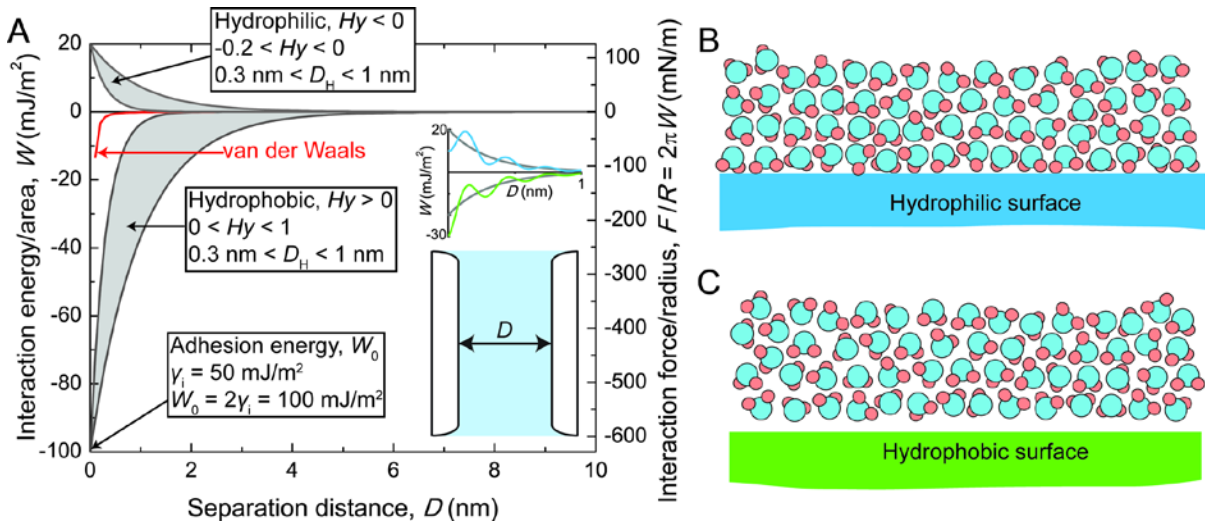 A
Interaction energy/area, W (mJ/m²)
20
0
-20
-40
-60
-80
-100
Hydrophilic, Hy < 0
-0.2 < Hy < 0
0.3 nm < D_H < 1 nm
van der Waals
Hydrophobic, Hy > 0
0 < Hy < 1
0.3 nm < D_H < 1 nm
Adhesion energy, W₀
γᵢ = 50 mJ/m²
W₀ = 2γᵢ = 100 mJ/m²
20
W (mJ/m²)
-30
D (nm)
1
D
0 2 4 6 8 10
Separation distance, D (nm)
100
0
-100
-200
-300
-400
-500
-600
Interaction force/radius, F/R = 2π W (mN/m)
B
Hydrophilic surface
C
Hydrophobic surface